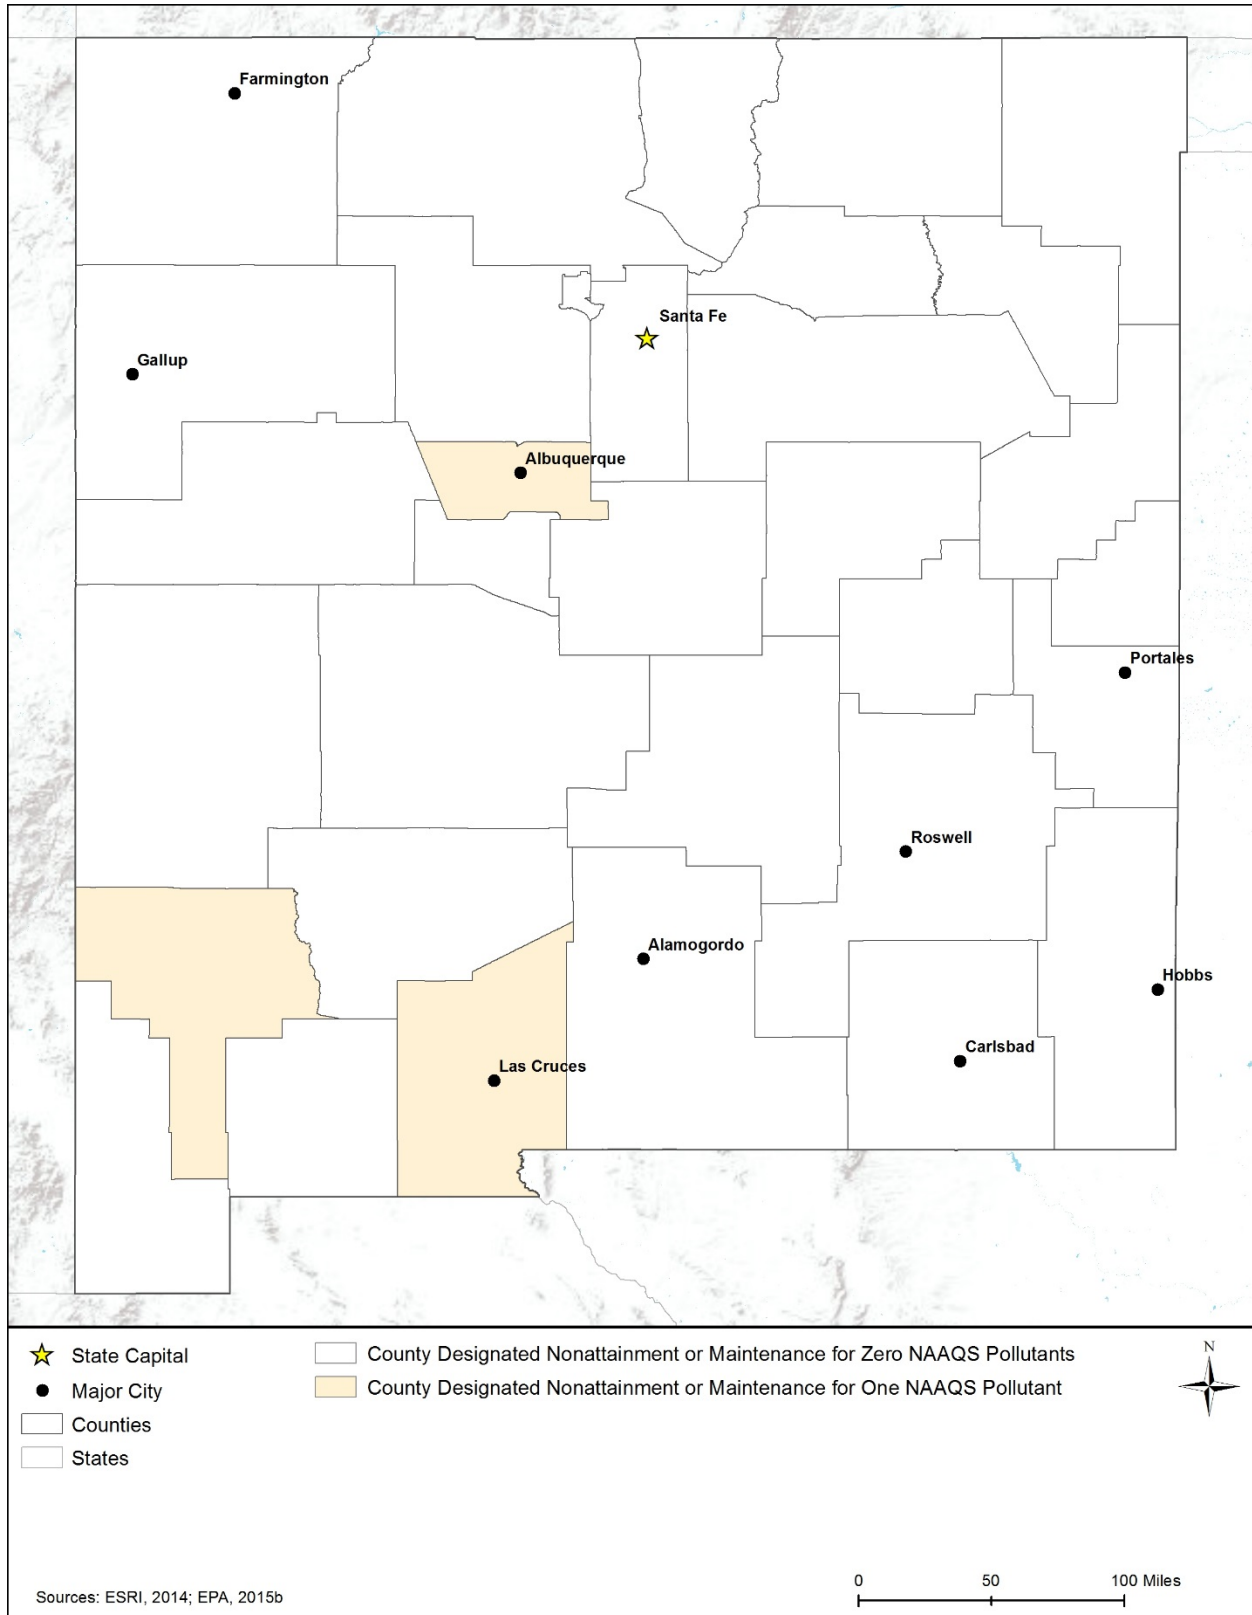 Farmington
Santa Fe
Gallup
Albuquerque
Portales
Roswell
Alamogordo
Hobbs
Carlsbad
Las Cruces
State Capital
Major City
Counties
States
County Designated Nonattainment or Maintenance for Zero NAAQS Pollutants
County Designated Nonattainment or Maintenance for One NAAQS Pollutant
N
Sources: ESRI, 2014; EPA, 2015b
0 50 100 Miles